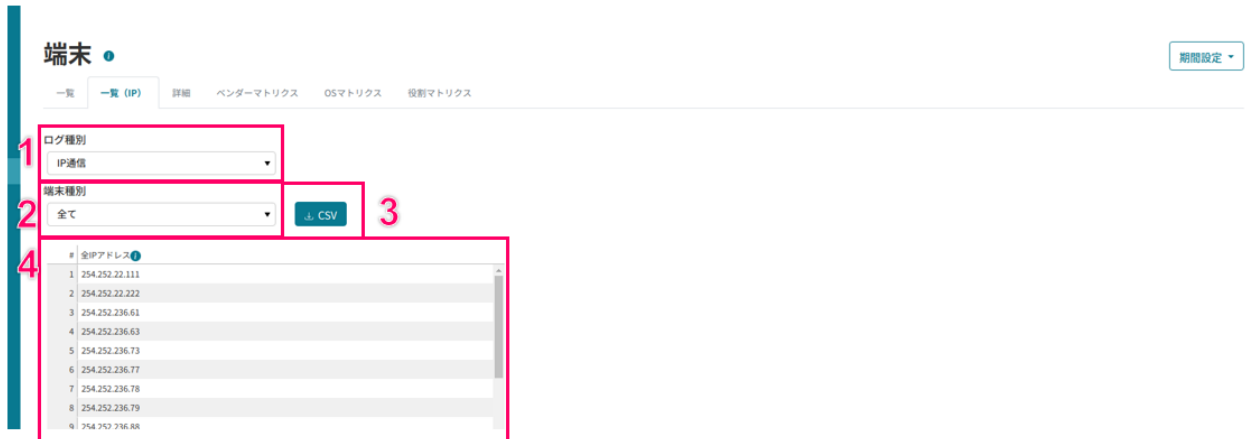 端末 i
期間設定
一覧 一覧（IP） 詳細 ベンダーマトリクス OSマトリクス 役割マトリクス
1
ログ種別
IP通信
2
端末種別
全て
CSV
3
4
# 全IPアドレス i
1 254.252.22.111
2 254.252.22.222
3 254.252.236.61
4 254.252.236.63
5 254.252.236.73
6 254.252.236.77
7 254.252.236.78
8 254.252.236.79
9 254.252.236.88